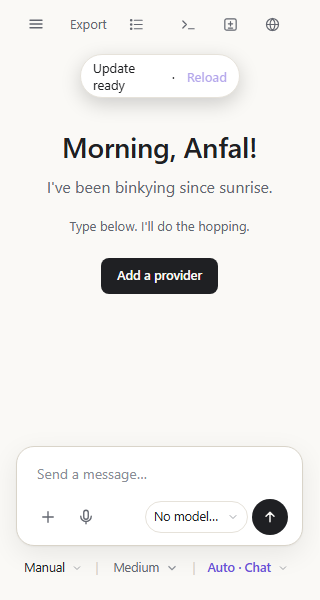 Export
Update ready · Reload
Morning, Anfal!
I've been binkying since sunrise.
Type below. I'll do the hopping.
Add a provider
Send a message...
No model...
Manual | Medium | Auto · Chat